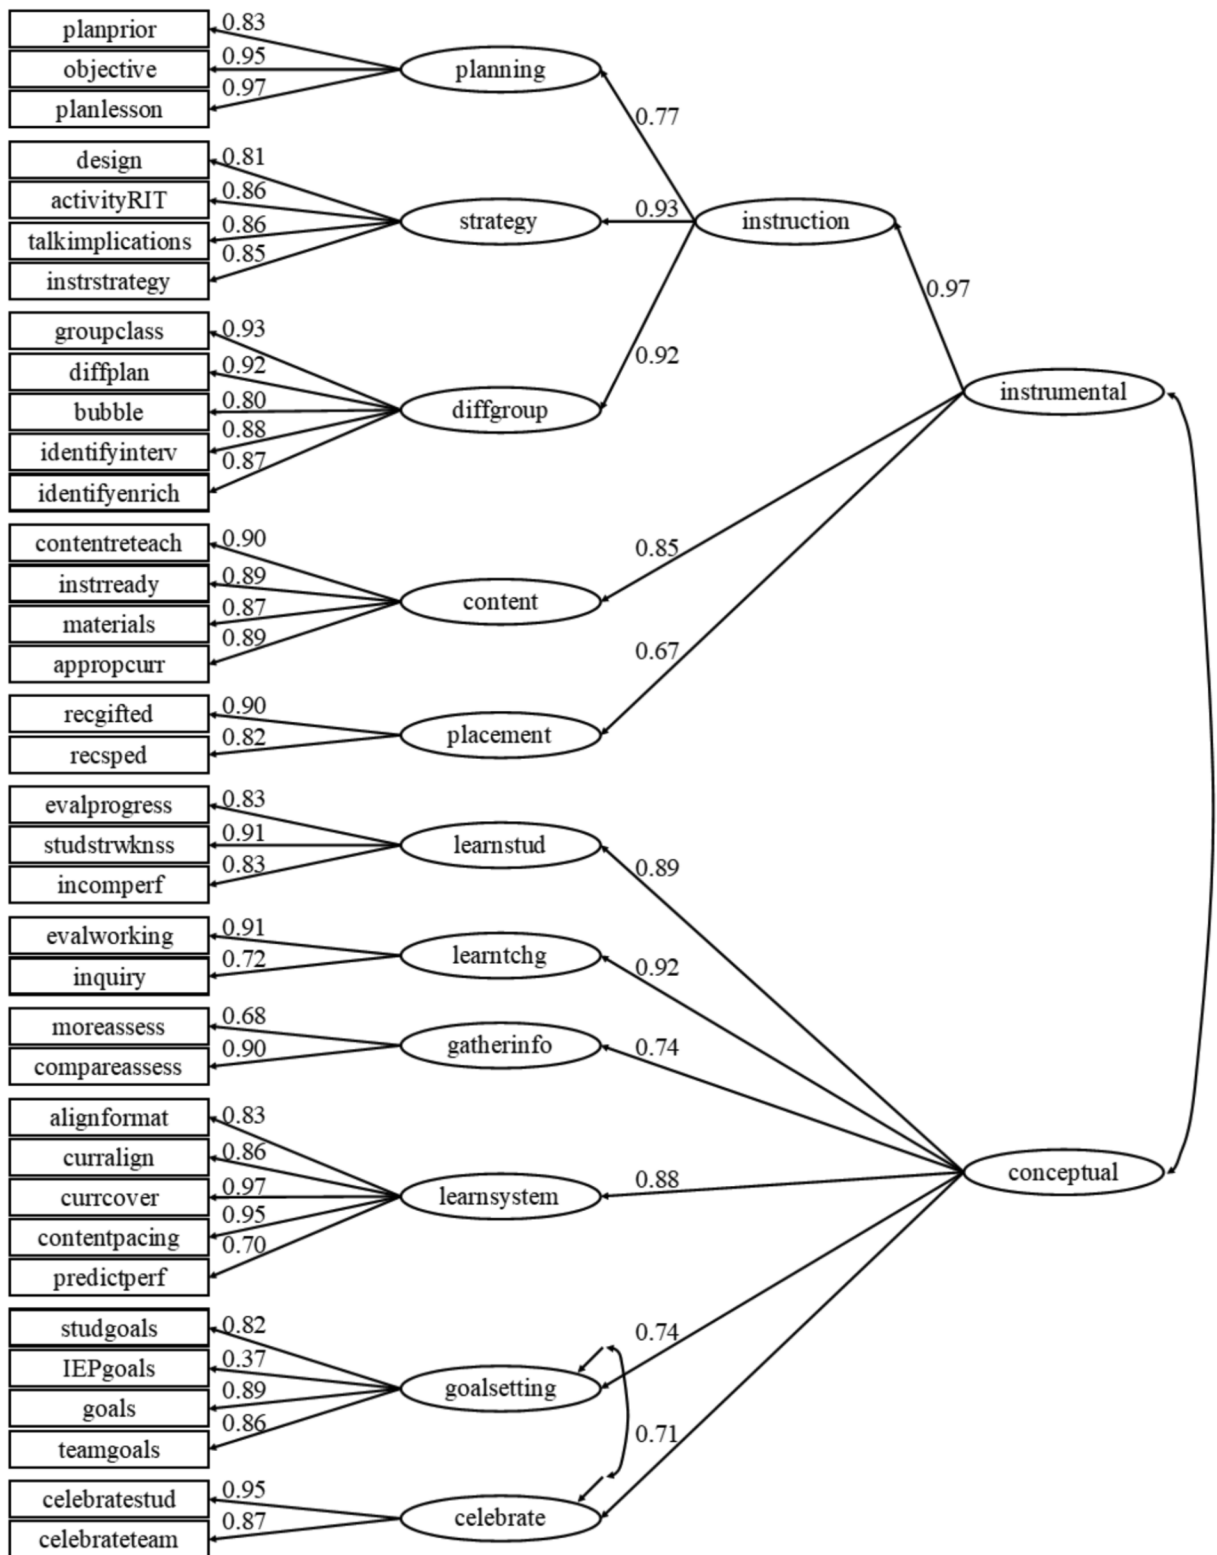 planprior
0.83
objective
0.95
planlesson
0.97
planning
0.77
design
0.81
activityRIT
0.86
talkimplications
0.86
instrstrategy
0.85
strategy
0.93
instruction
0.97
groupclass
0.93
diffplan
0.92
bubble
0.80
identifyinterv
0.88
identifyenrich
0.87
diffgroup
0.92
instrumental
contentreteach
0.90
instrready
0.89
materials
0.87
appropcurr
0.89
content
0.85
recgifted
0.90
recsped
0.82
placement
0.67
evalprogress
0.83
studstrwknss
0.91
incomperf
0.83
learnstud
0.89
evalworking
0.91
inquiry
0.72
learntchg
0.92
moreassess
0.68
compareassess
0.90
gatherinfo
0.74
alignformat
0.83
curralign
0.86
currcover
0.97
contentpacing
0.95
predictperf
0.70
learnsystem
0.88
conceptual
studgoals
0.82
IEPgoals
0.37
goals
0.89
teamgoals
0.86
goalsetting
0.74
celebratestud
0.95
celebrateteam
0.87
celebrate
0.71